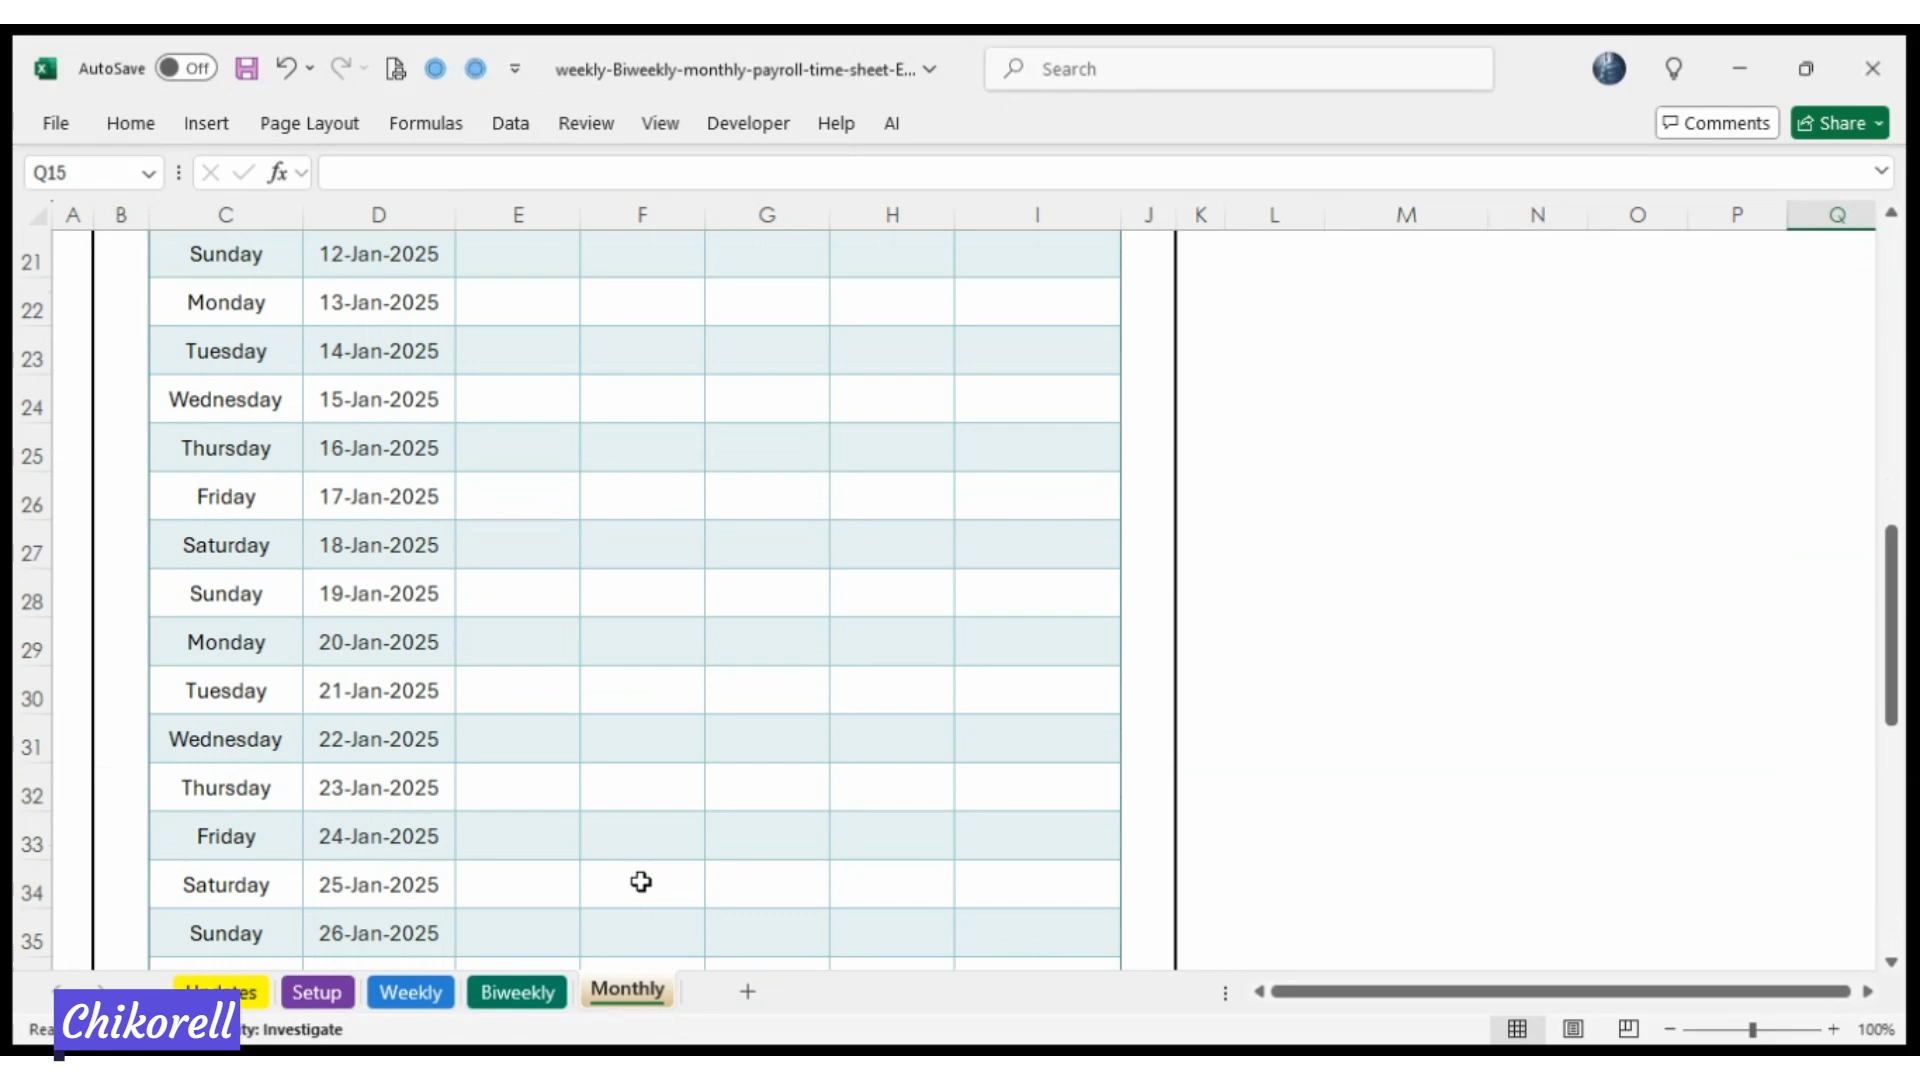 AutoSave Off weekly-Biweekly-monthly-payroll-time-sheet-E... Search
File Home Insert Page Layout Formulas Data Review View Developer Help AI Comments Share
Q15 fx
A B C D E F G H I J K L M N O P Q
21 Sunday 12-Jan-2025
22 Monday 13-Jan-2025
23 Tuesday 14-Jan-2025
24 Wednesday 15-Jan-2025
25 Thursday 16-Jan-2025
26 Friday 17-Jan-2025
27 Saturday 18-Jan-2025
28 Sunday 19-Jan-2025
29 Monday 20-Jan-2025
30 Tuesday 21-Jan-2025
31 Wednesday 22-Jan-2025
32 Thursday 23-Jan-2025
33 Friday 24-Jan-2025
34 Saturday 25-Jan-2025
35 Sunday 26-Jan-2025
Setup Weekly Biweekly Monthly
Chikorell
Investigate 100%